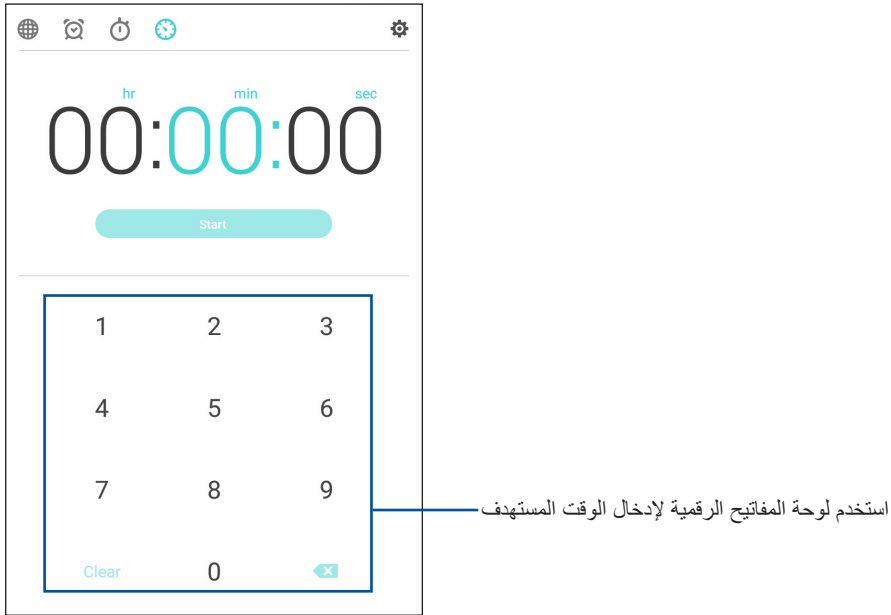 hr min sec
00:00:00
Start
1 2 3
4 5 6
7 8 9
استخدم لوحة المفاتيح الرقمية لإدخال الوقت المستهدف
Clear 0